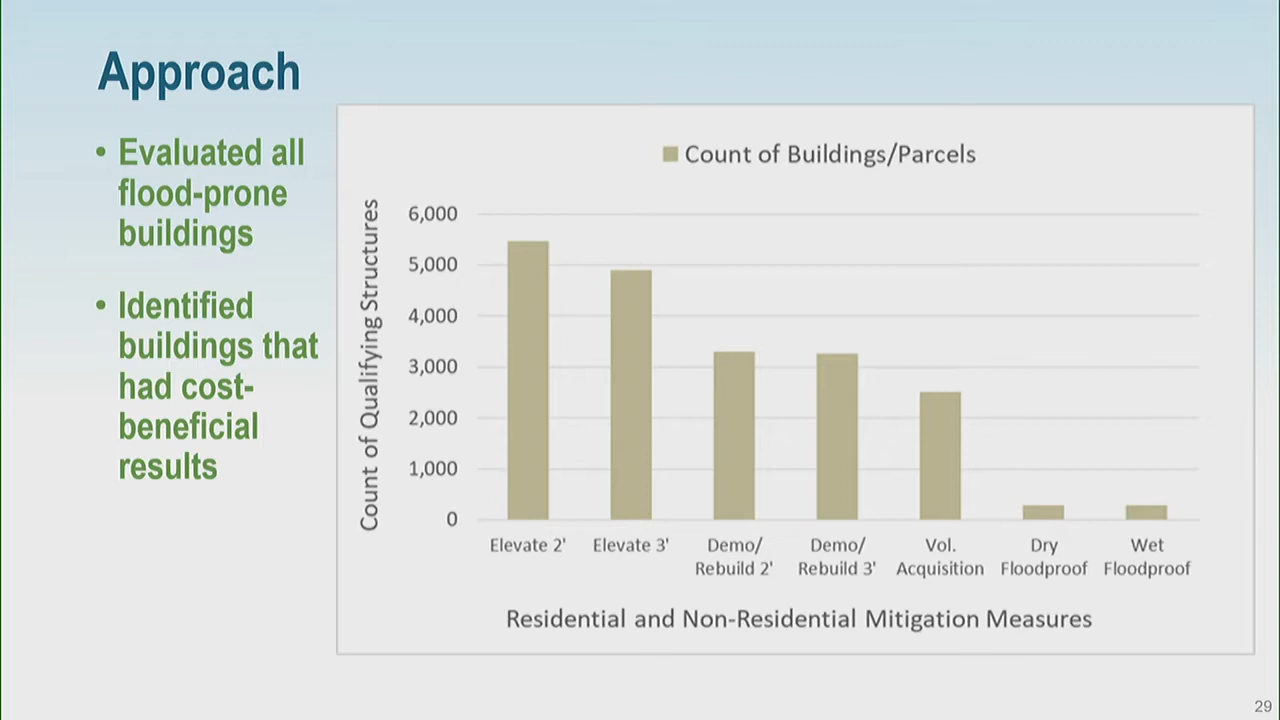 Approach
• Evaluated all
flood-prone
buildings
• Identified
buildings that
had cost-
beneficial
results
Count of Buildings/Parcels
Count of Qualifying Structures
6,000
5,000
4,000
3,000
2,000
1,000
0
Elevate 2'
Elevate 3'
Demo/
Rebuild 2'
Demo/
Rebuild 3'
Vol.
Acquisition
Dry
Floodproof
Wet
Floodproof
Residential and Non-Residential Mitigation Measures
29